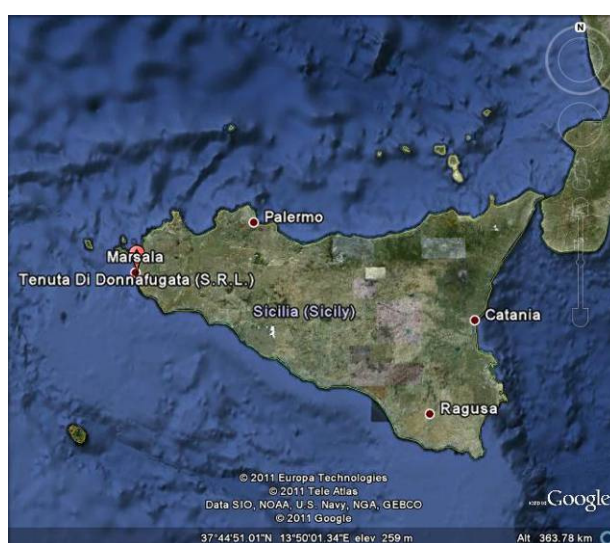 N
Palermo
Marsala
Tenuta Di Donnafugata (S.R.L.)
Sicilia (Sicily)
Catania
Ragusa
© 2011 Europa Technologies
© 2011 Tele Atlas
Data SIO, NOAA, U.S. Navy, NGA, GEBCO
© 2011 Google
Google
37°44'51.01"N 13°50'01.34"E elev 259 m
Alt 363.78 km